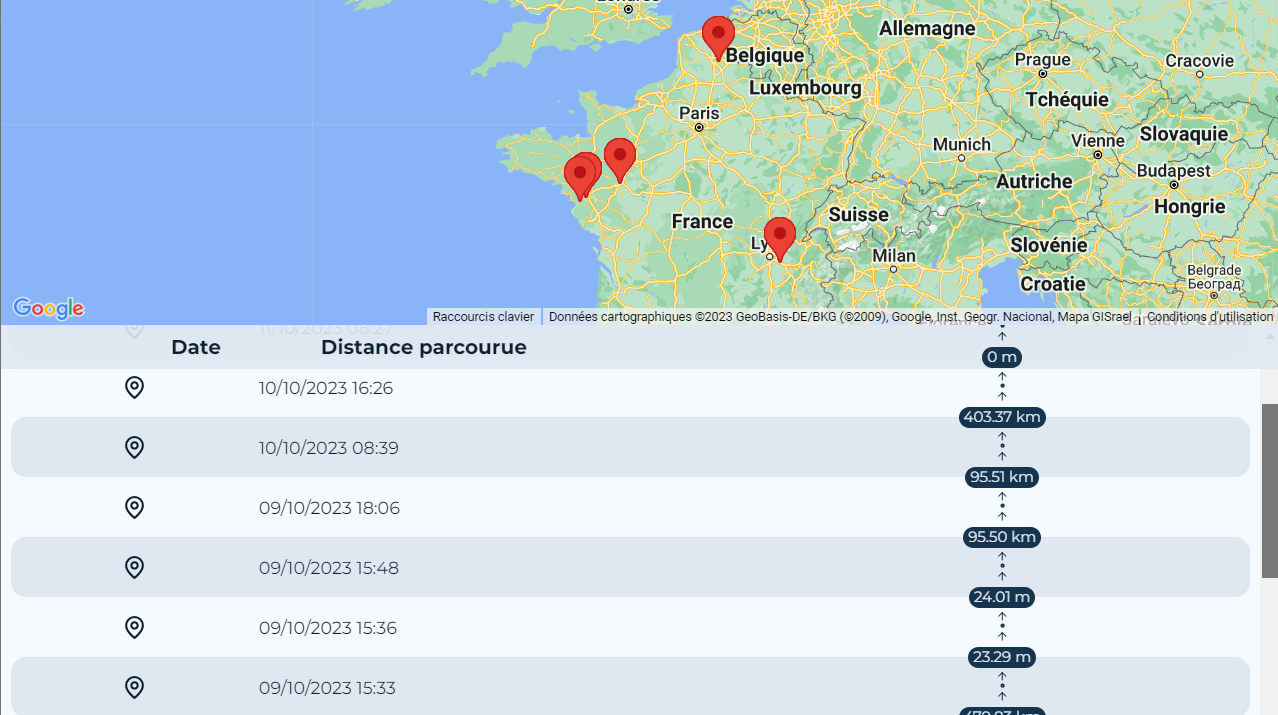 Londres
Allemagne
Belgique
Prague
Cracovie
Luxembourg
Tchéquie
Paris
Slovaquie
Munich
Vienne
Budapest
Autriche
Hongrie
France
Suisse
Ly
Slovénie
Milan
Belgrade
Београд
Croatie
Google
Raccourcis clavier
Données cartographiques ©2023 GeoBasis-DE/BKG (©2009), Google, Inst. Geogr. Nacional, Mapa GISrael
Conditions d'utilisation
11/10/2023 08:27
Date Distance parcourue
0 m
10/10/2023 16:26
403.37 km
10/10/2023 08:39
95.51 km
09/10/2023 18:06
95.50 km
09/10/2023 15:48
24.01 m
09/10/2023 15:36
23.29 m
09/10/2023 15:33